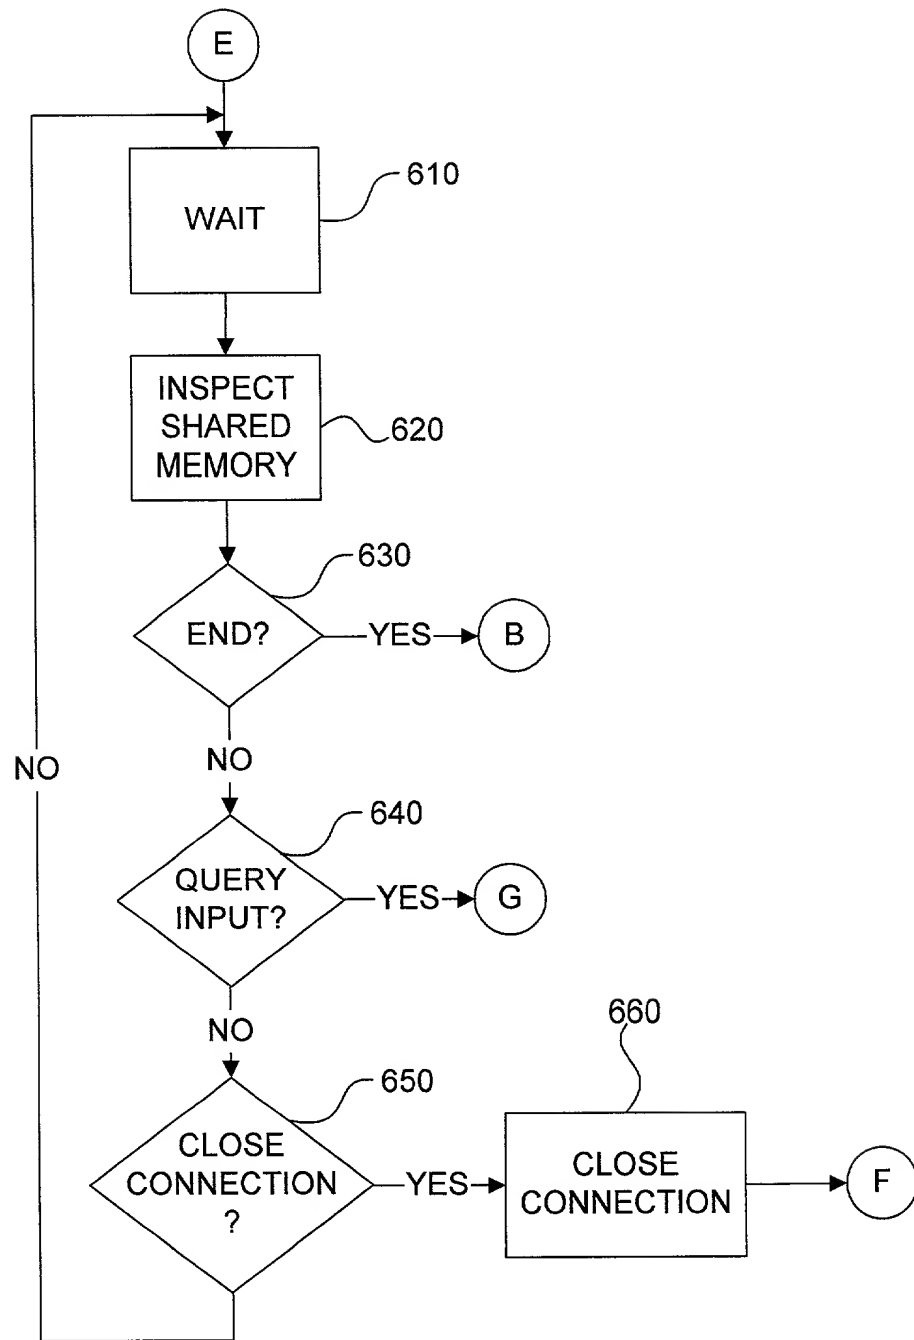 E
WAIT
610
INSPECT
SHARED
MEMORY
620
630
END?
YES
B
NO
NO
640
QUERY
INPUT?
YES
G
NO
650
660
CLOSE
CONNECTION
?
YES
CLOSE
CONNECTION
F